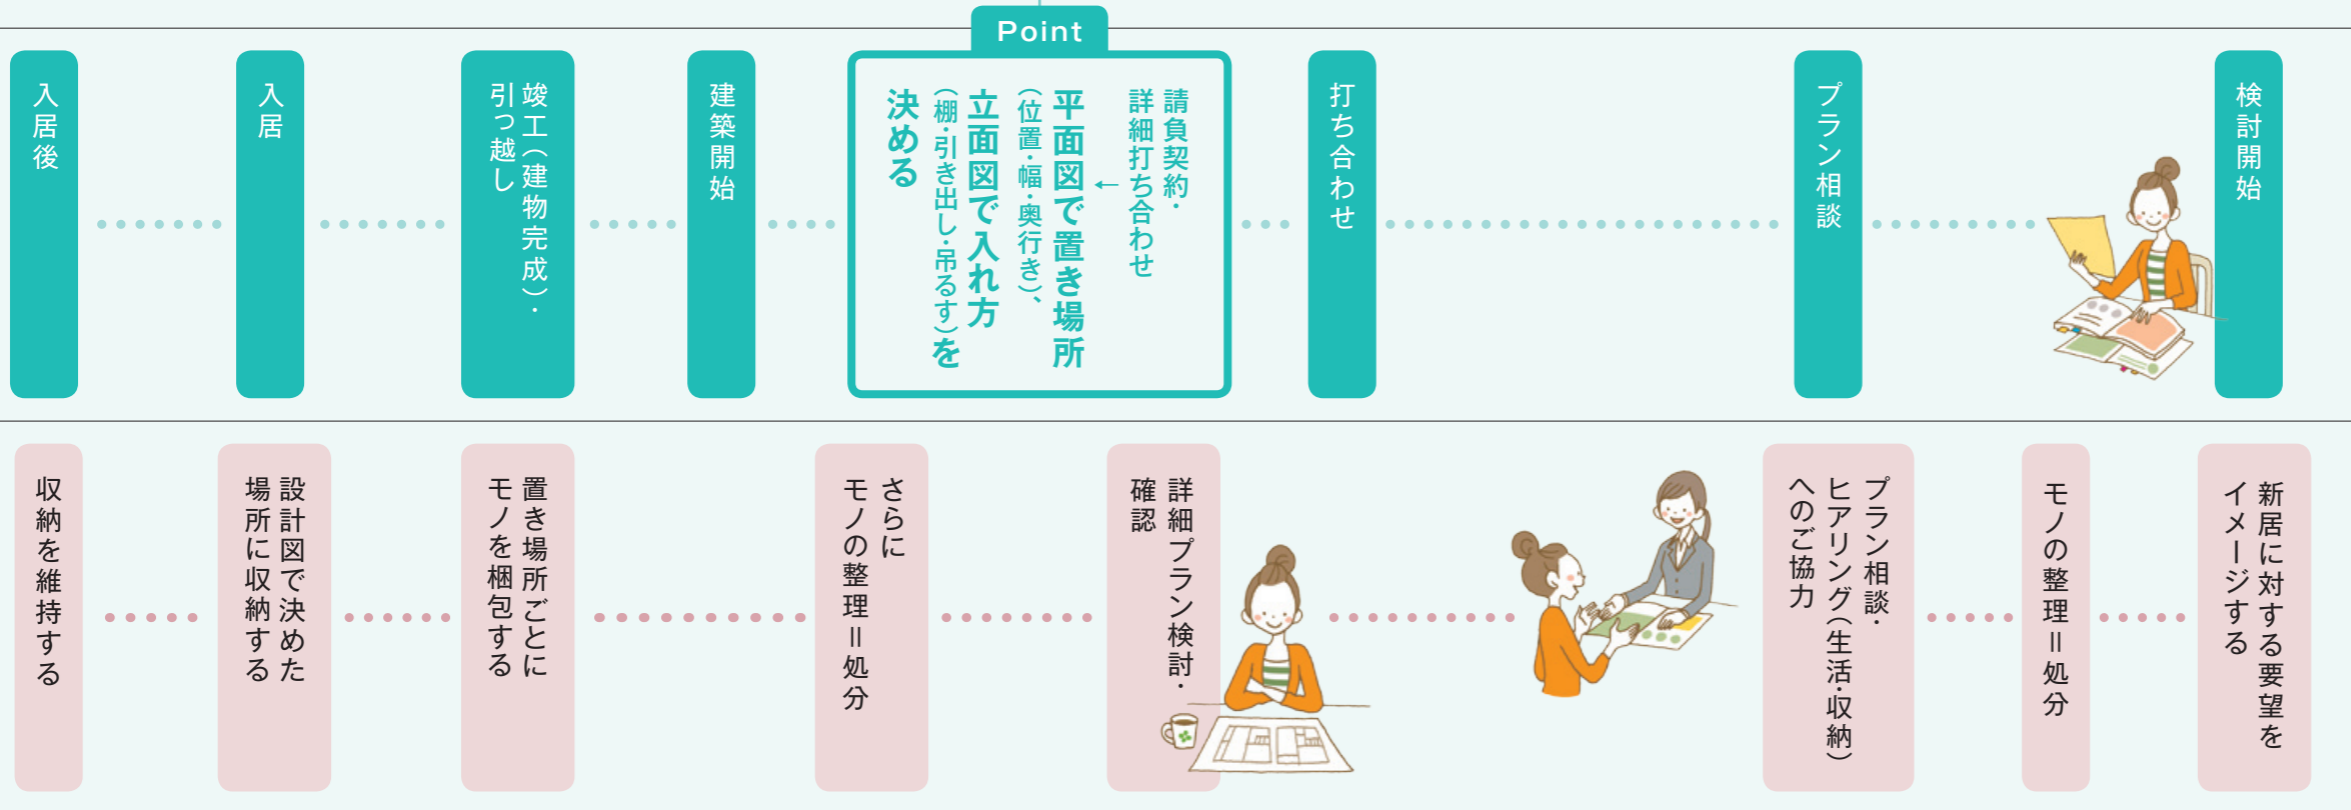 検討開始
プラン相談
打ち合わせ
Point
請負契約・
詳細打ち合わせ
↓
平面図で置き場所
（位置・幅・奥行き）、
立面図で入れ方
（棚・引き出し・吊るす）を
決める
建築開始
竣工（建物完成）・
引っ越し
入居
入居後
新居に対する要望を
イメージする
モノの整理＝処分
プラン相談・
ヒアリング（生活・収納）
へのご協力
詳細プラン検討・
確認
さらに
モノの整理＝処分
置き場所ごとに
モノを梱包する
設計図で決めた
場所に収納する
収納を維持する